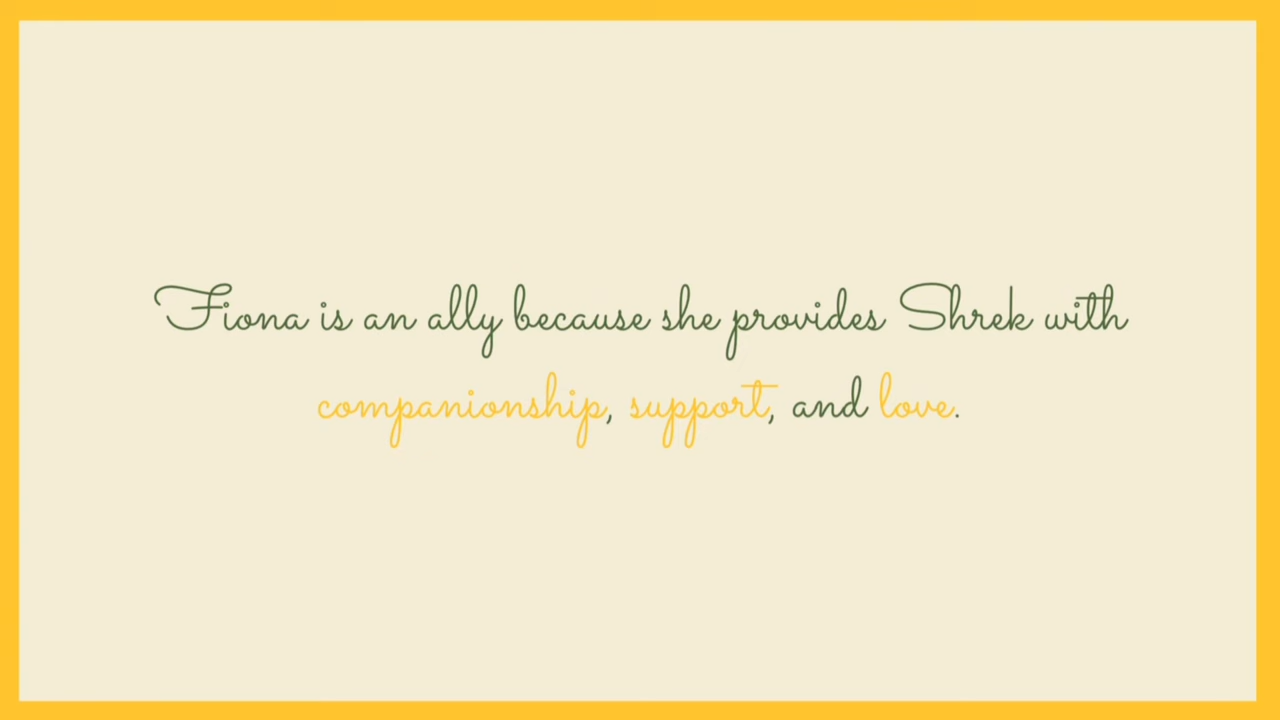 Fiona is an ally because she provides Shrek with
companionship, support, and love.